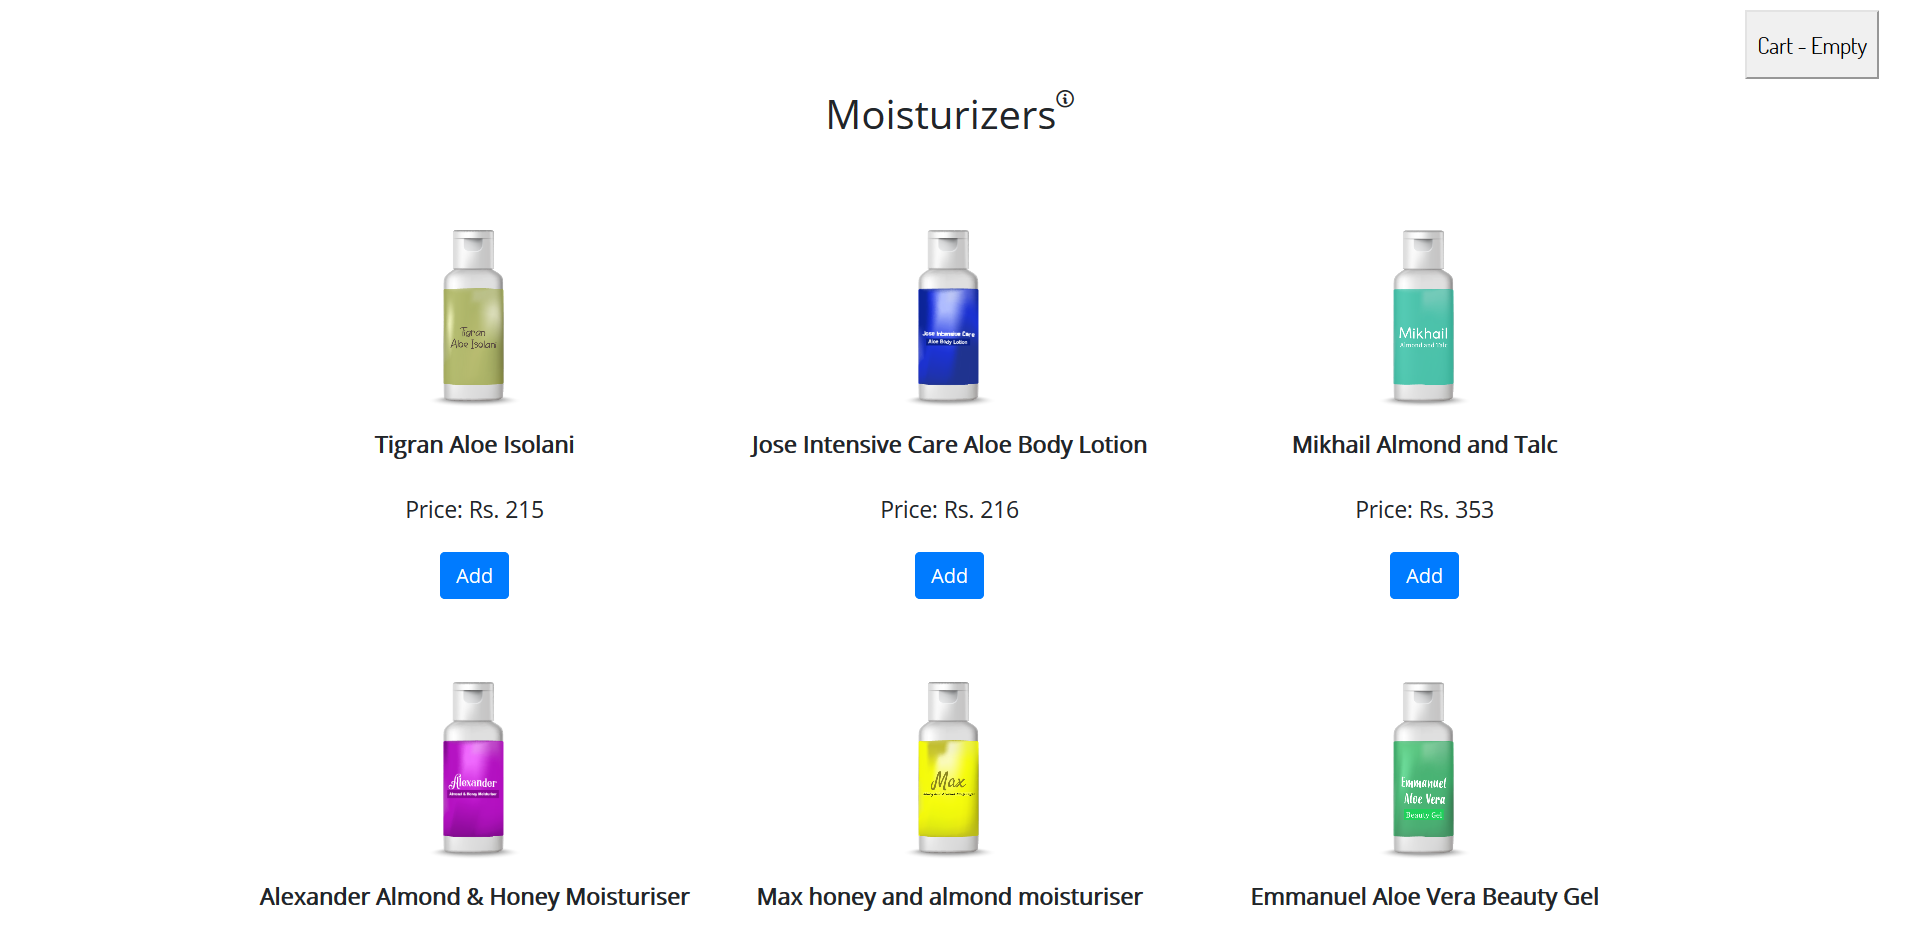 Cart - Empty
Moisturizers
Tigran
Aloe Isolani
Jose Intensive Care
Aloe Body Lotion
Mikhail
Almond and Talc
Tigran Aloe Isolani
Jose Intensive Care Aloe Body Lotion
Mikhail Almond and Talc
Price: Rs. 215
Price: Rs. 216
Price: Rs. 353
Add
Add
Add
Alexander
Almond & Honey Moisturiser
Max
Emmanuel
Aloe Vera
Beauty Gel
Alexander Almond & Honey Moisturiser
Max honey and almond moisturiser
Emmanuel Aloe Vera Beauty Gel